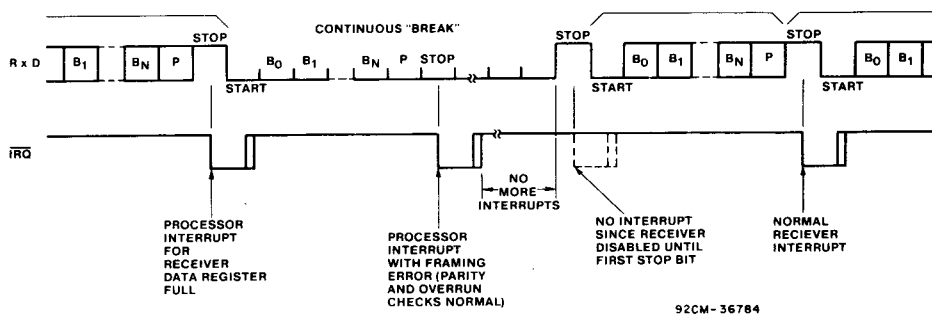 CONTINUOUS "BREAK"
STOP STOP STOP
R x D B1 BN P B0 B1 BN P STOP B0 B1 BN P B0 B1
START START START
IRQ
NO
MORE
INTERRUPTS
PROCESSOR
INTERRUPT
FOR
RECEIVER
DATA REGISTER
FULL
PROCESSOR
INTERRUPT
WITH FRAMING
ERROR (PARITY
AND OVERRUN
CHECKS NORMAL)
NO INTERRUPT
SINCE RECEIVER
DISABLED UNTIL
FIRST STOP BIT
NORMAL
RECIEVER
INTERRUPT
92CM-36784